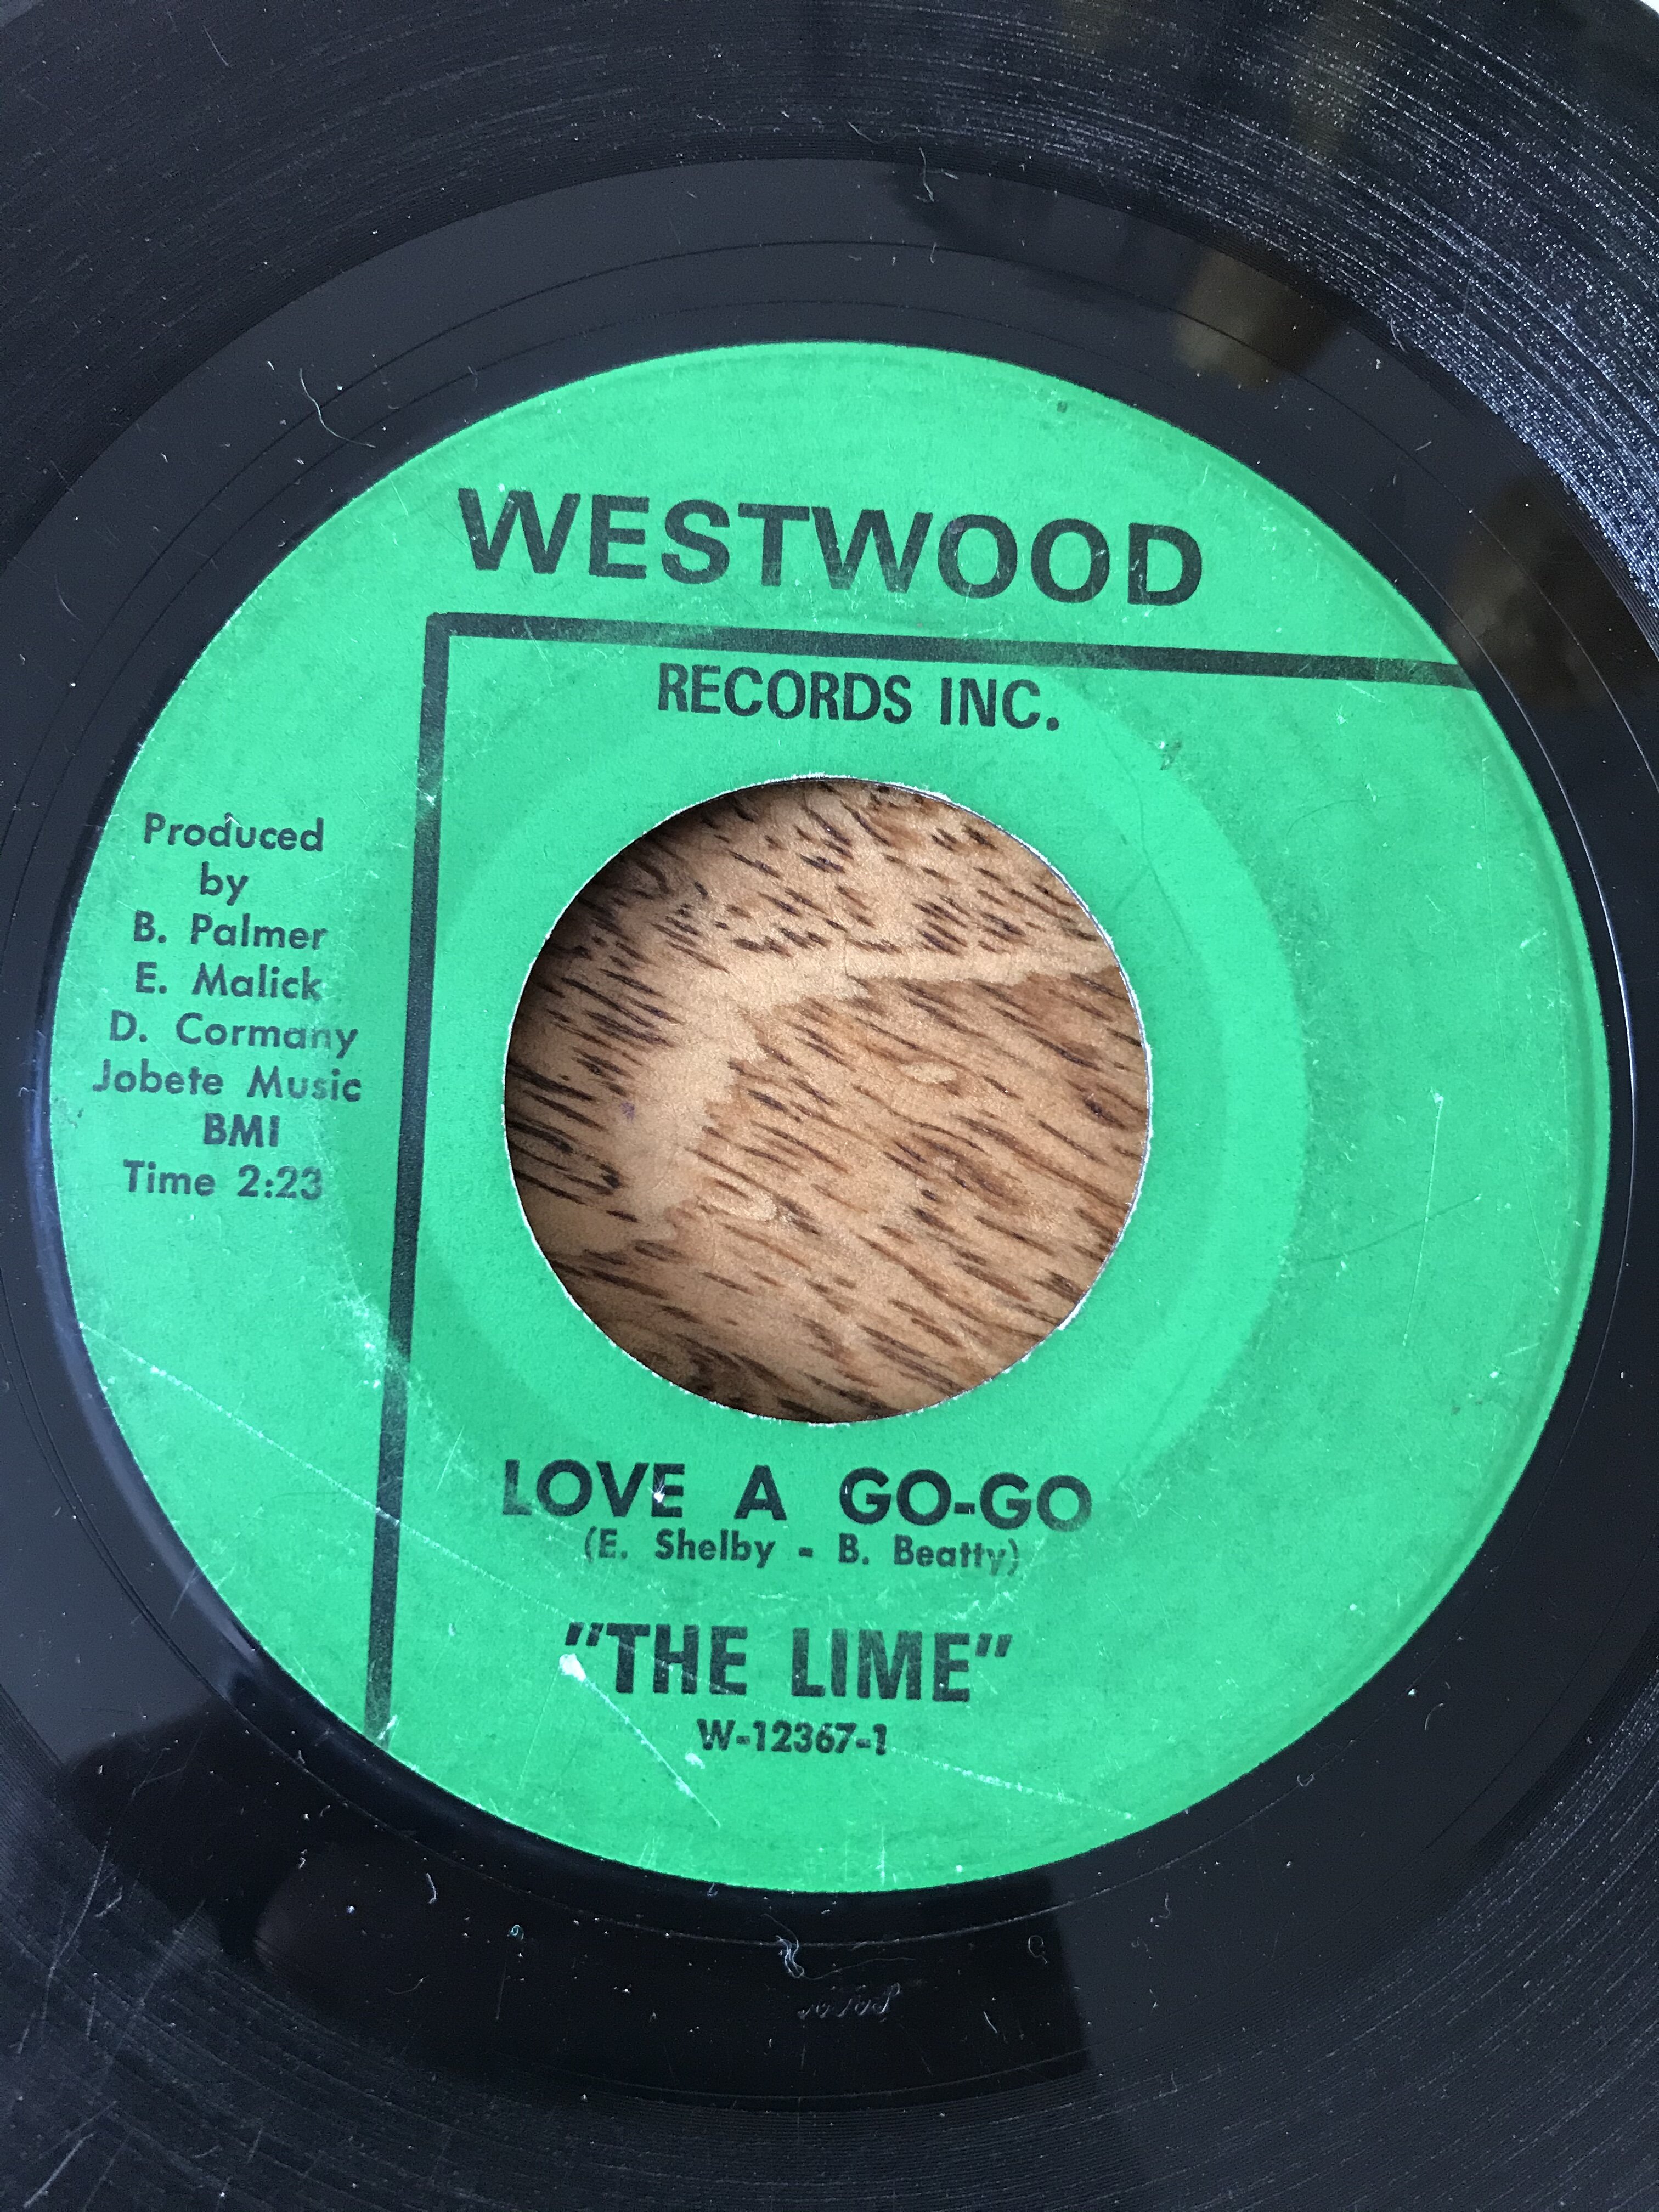 WESTWOOD
RECORDS INC.
Produced
by
B. Palmer
E. Malick
D. Cormany
Jobete Music
BMI
Time 2:23
LOVE A GO-GO
(E. Shelby - B. Beatty)
"THE LIME"
W-12367-1